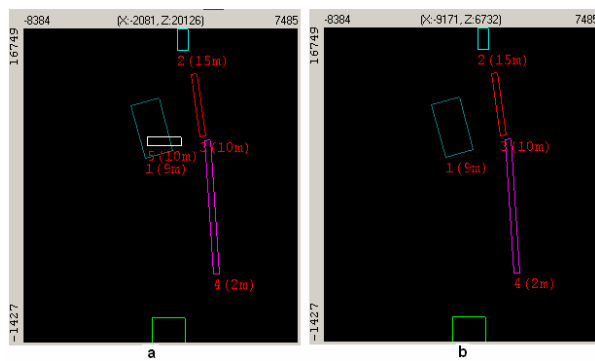 -8384 (X:-2081, Z:20126) 7485
16749
2(15m)
3(10m)
5(10m)
1(9m)
4(2m)
-1427
a
-8384 (X:-9171, Z:6732) 7485
16749
2(15m)
3(10m)
1(9m)
4(2m)
-1427
b